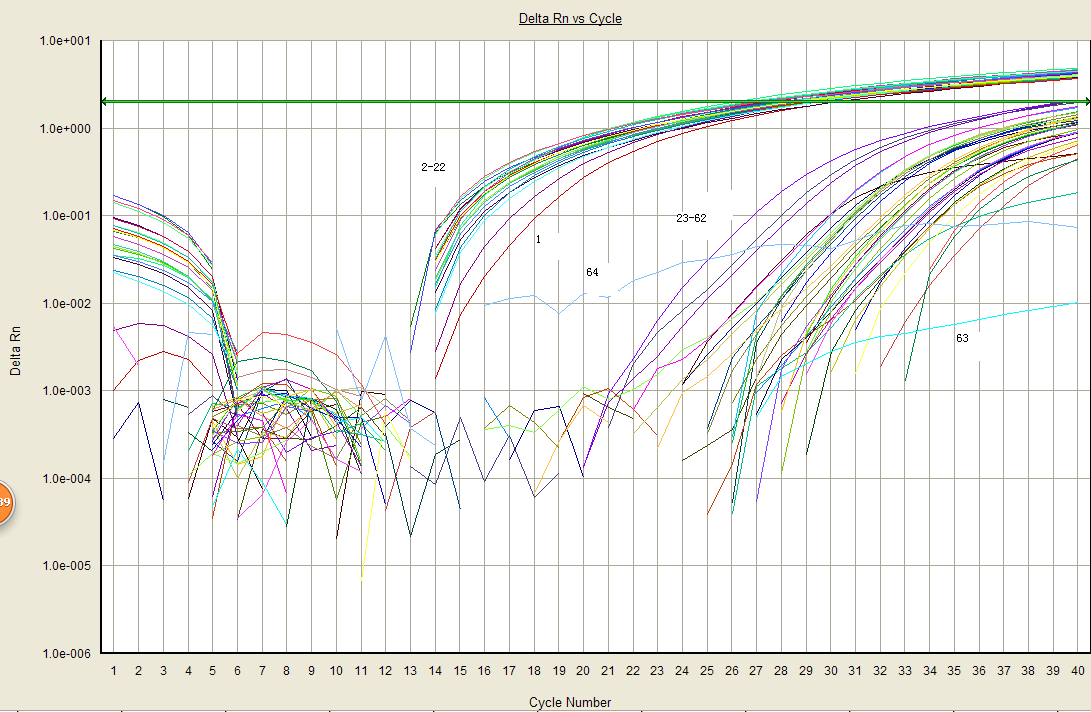 Delta Rn vs Cycle
1.0e+001
1.0e+000
2-22
1.0e-001
23-62
1
64
1.0e-002
63
Delta Rn
1.0e-003
1.0e-004
39
1.0e-005
1.0e-006
1 2 3 4 5 6 7 8 9 10 11 12 13 14 15 16 17 18 19 20 21 22 23 24 25 26 27 28 29 30 31 32 33 34 35 36 37 38 39 40
Cycle Number